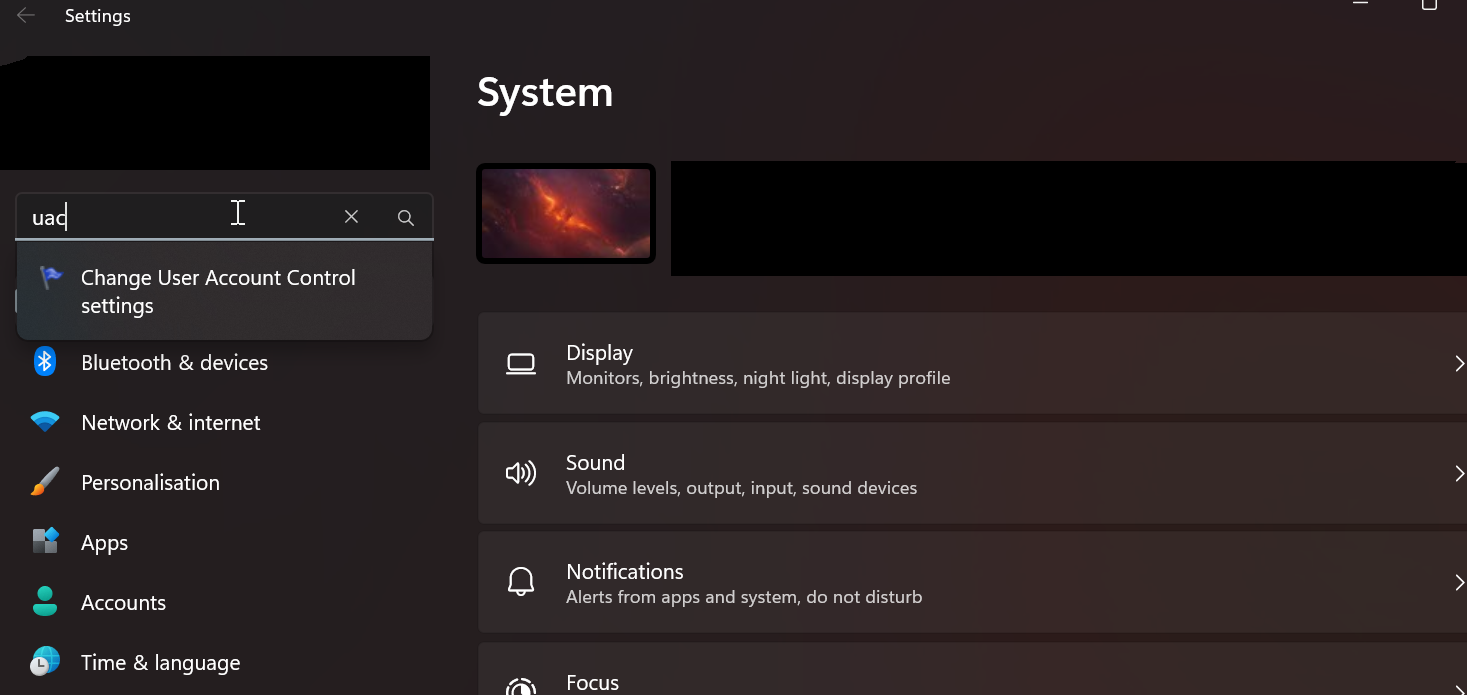 Settings
uac
Change User Account Control
settings
Bluetooth & devices
Network & internet
Personalisation
Apps
Accounts
Time & language
System
Display
Monitors, brightness, night light, display profile
Sound
Volume levels, output, input, sound devices
Notifications
Alerts from apps and system, do not disturb
Focus